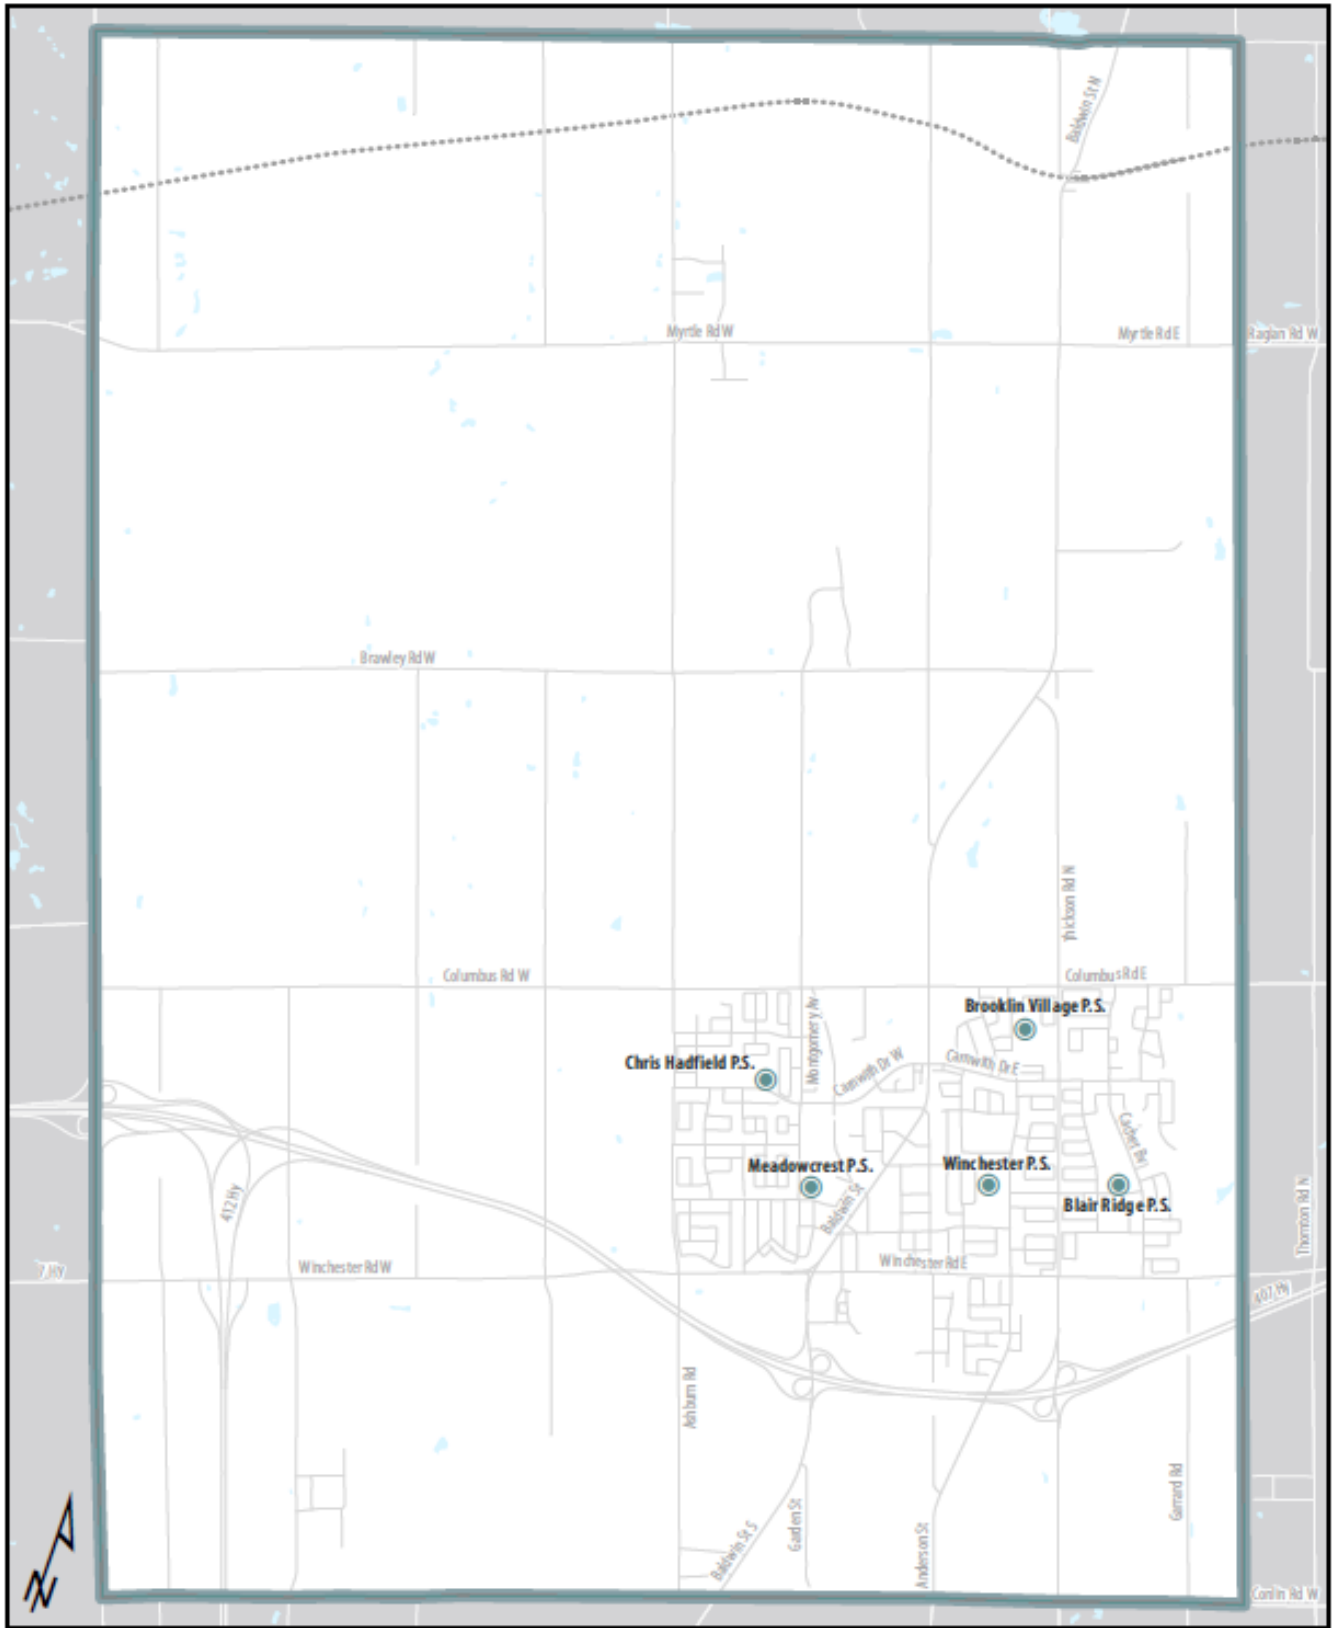 Baldwin St N
Myrtle Rd W
Myrtle Rd E
Ragan Rd W
Brawley Rd W
Thickson Rd N
Columbus Rd W
Columbus Rd E
Brooklin Village P.S.
Montgomery Av
Chris Hadfield P.S.
Carnwith Dr W
Carnwith Dr E
Cachet Bv
Meadowcrest P.S.
Winchester P.S.
Blair Ridge P.S.
412 Hy
Baldwin St
Thornton Rd N
7 Hy
Winchester Rd W
Winchester Rd E
407 Hy
Ashburn Rd
Garrard Rd
Garden St
Baldwin St S
Anderson St
Conlin Rd W
N